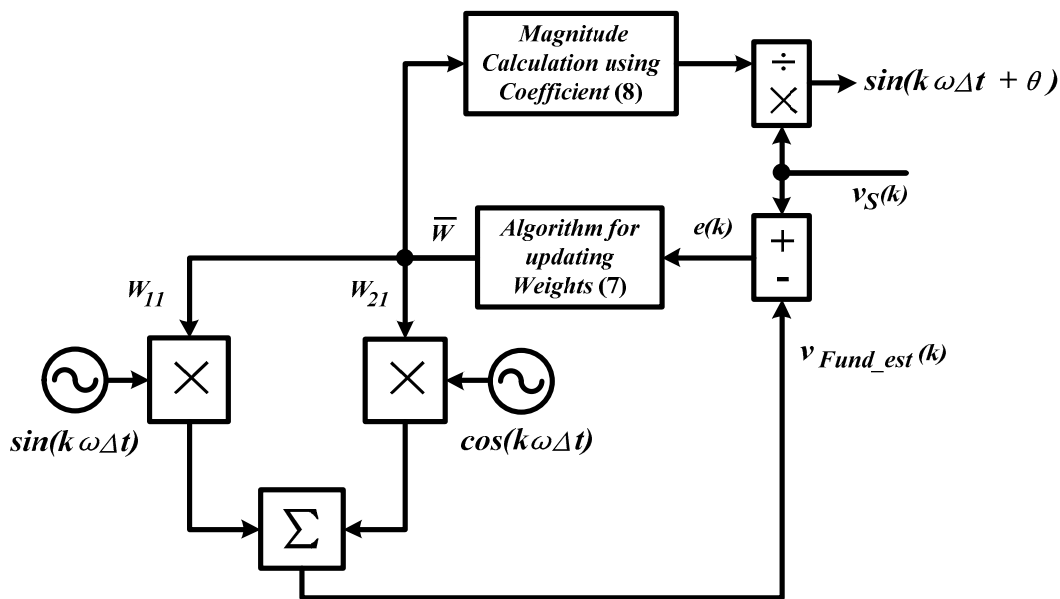 Magnitude
Calculation using
Coefficient (8)
÷
×
sin(k ωΔt + θ )
v_S(k)
W̅
Algorithm for
updating
Weights (7)
e(k)
+
-
W_11
W_21
v_Fund_est(k)
×
×
sin(k ωΔt)
cos(kωΔt)
Σ